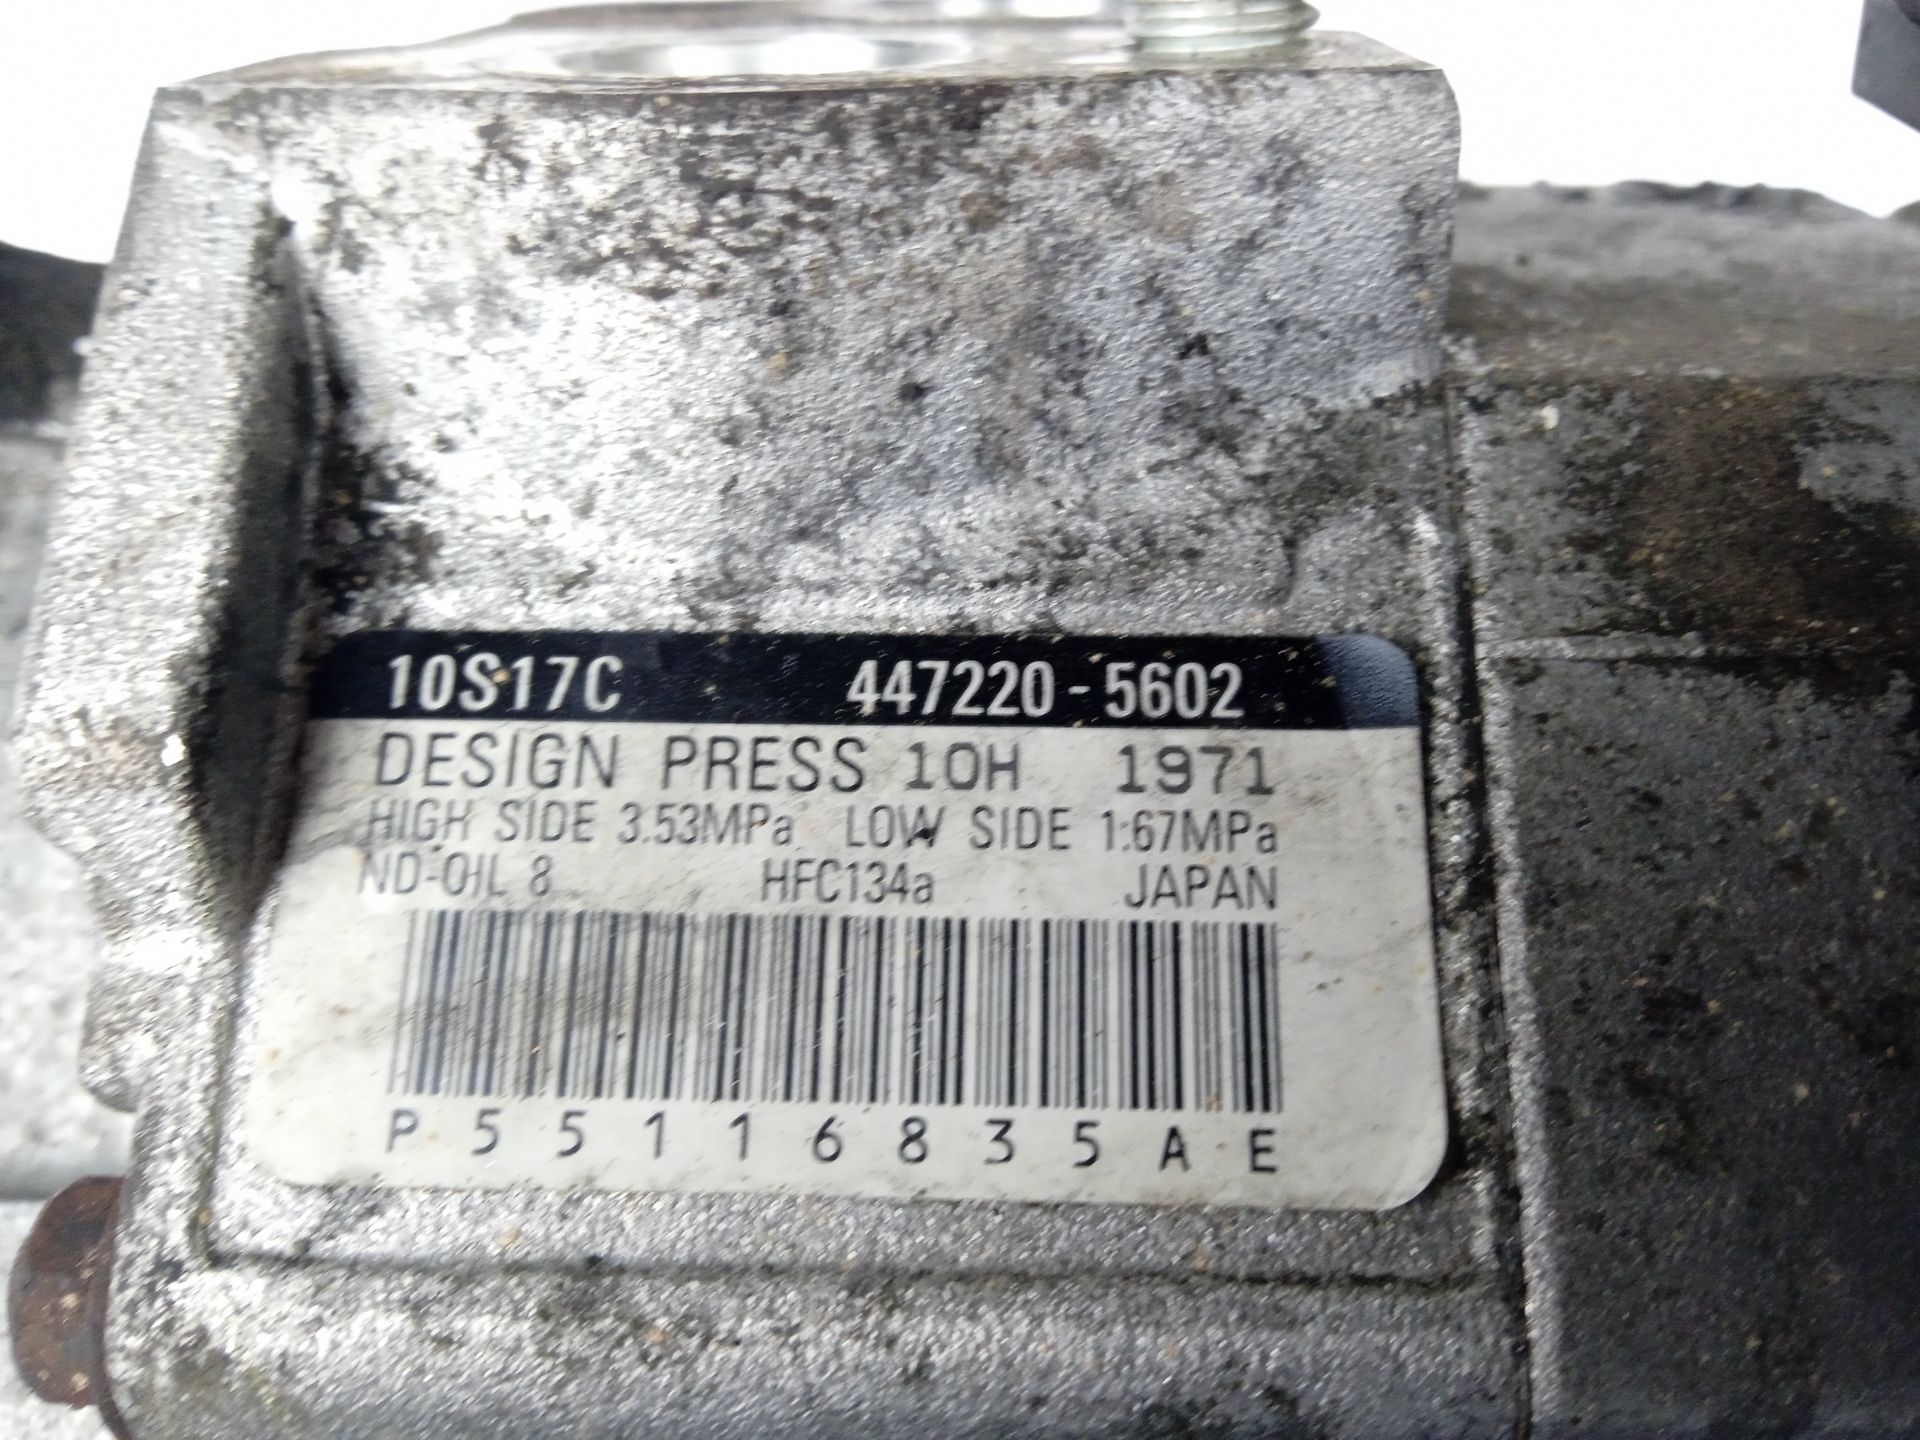 10S17C 447220-5602
DESIGN PRESS 10H 1971
HIGH SIDE 3.53MPa LOW SIDE 1.67MPa
ND-OIL 8 HFC134a JAPAN
P55116835AE